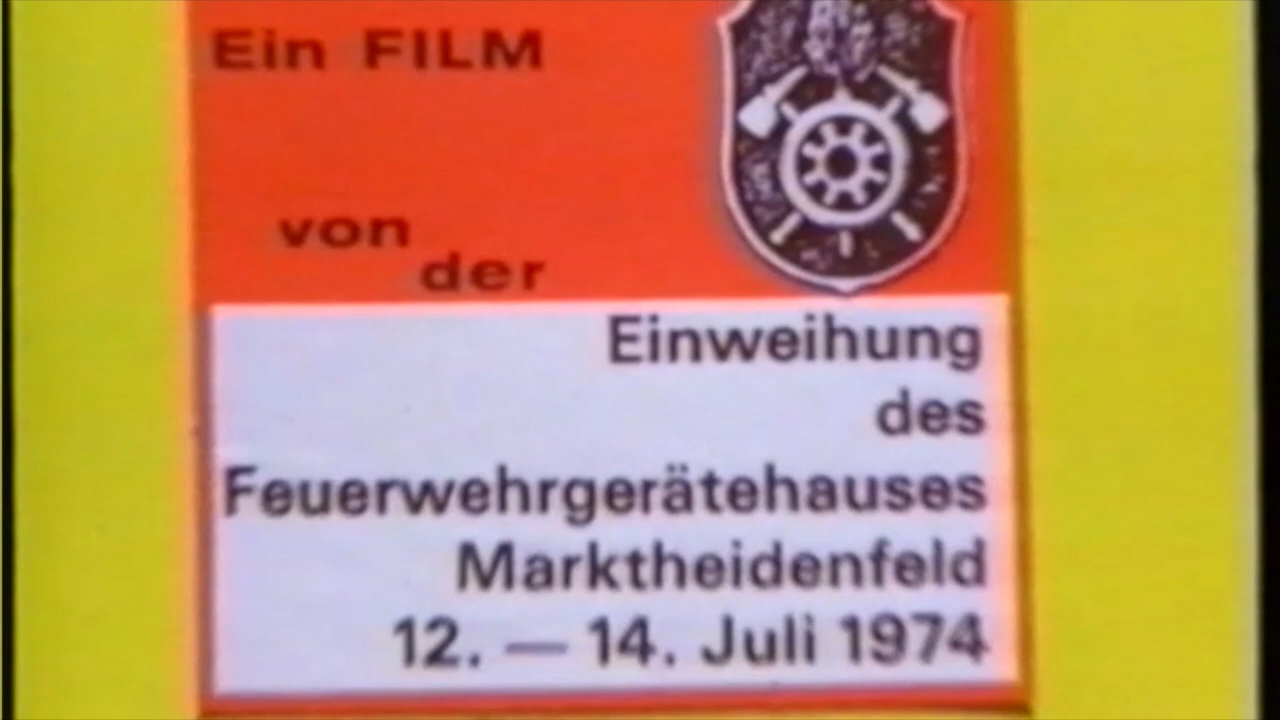 Ein FILM
von
der
Einweihung
des
Feuerwehrgerätehauses
Marktheidenfeld
12. — 14. Juli 1974